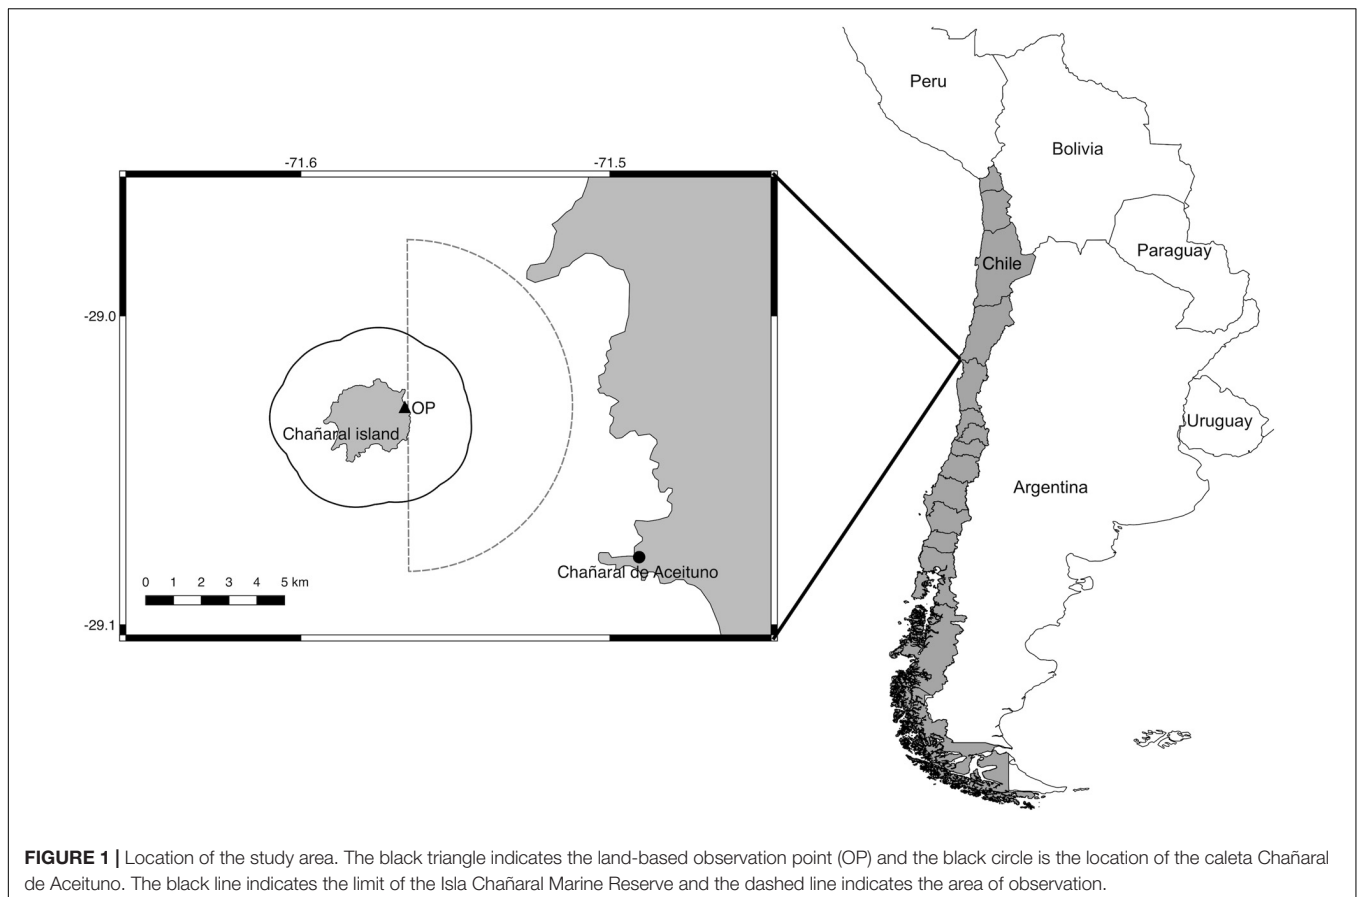 Peru
Bolivia
Paraguay
Chile
Uruguay
Argentina
-71.6
-71.5
-29.0
-29.1
OP
Chañaral island
Chañaral de Aceituno
0 1 2 3 4 5 km
FIGURE 1 | Location of the study area. The black triangle indicates the land-based observation point (OP) and the black circle is the location of the caleta Chañaral
de Aceituno. The black line indicates the limit of the Isla Chañaral Marine Reserve and the dashed line indicates the area of observation.